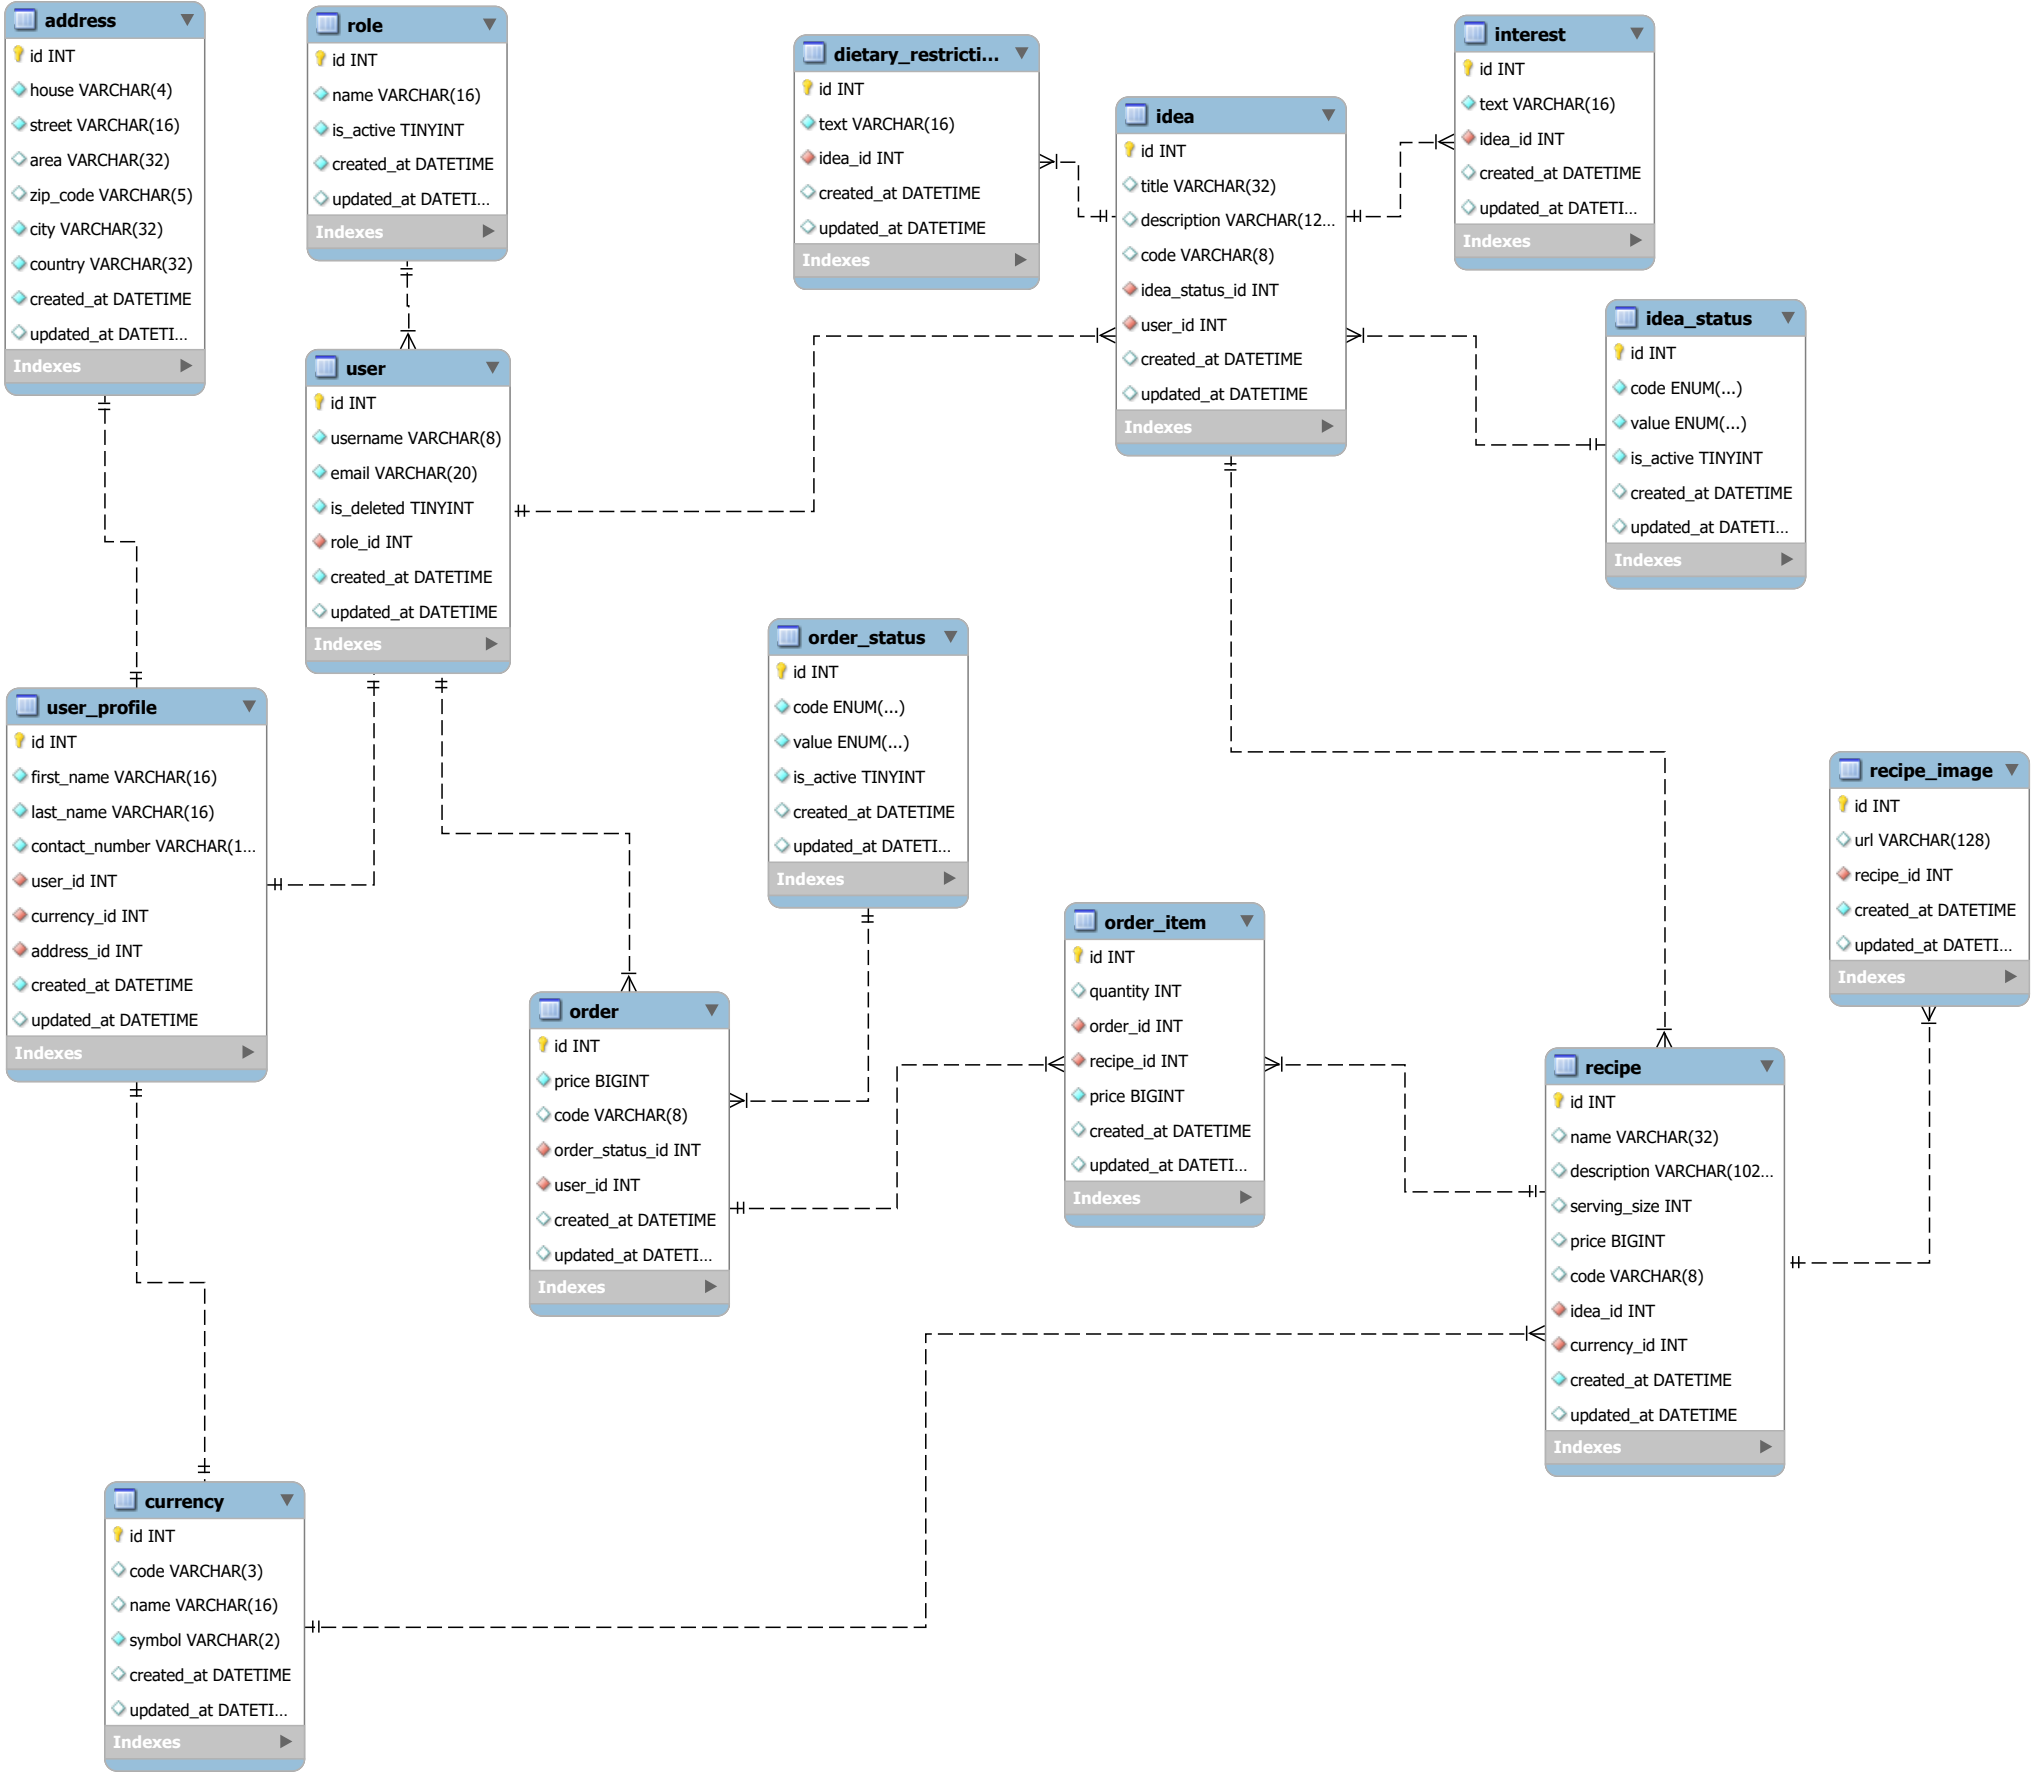 address
id INT
house VARCHAR(4)
street VARCHAR(16)
area VARCHAR(32)
zip_code VARCHAR(5)
city VARCHAR(32)
country VARCHAR(32)
created_at DATETIME
updated_at DATETI...
Indexes
role
id INT
name VARCHAR(16)
is_active TINYINT
created_at DATETIME
updated_at DATETI...
Indexes
dietary_restricti...
id INT
text VARCHAR(16)
idea_id INT
created_at DATETIME
updated_at DATETIME
Indexes
idea
id INT
title VARCHAR(32)
description VARCHAR(12...
code VARCHAR(8)
idea_status_id INT
user_id INT
created_at DATETIME
updated_at DATETIME
Indexes
interest
id INT
text VARCHAR(16)
idea_id INT
created_at DATETIME
updated_at DATETI...
Indexes
idea_status
id INT
code ENUM(...)
value ENUM(...)
is_active TINYINT
created_at DATETIME
updated_at DATETI...
Indexes
user
id INT
username VARCHAR(8)
email VARCHAR(20)
is_deleted TINYINT
role_id INT
created_at DATETIME
updated_at DATETIME
Indexes
order_status
id INT
code ENUM(...)
value ENUM(...)
is_active TINYINT
created_at DATETIME
updated_at DATETI...
Indexes
user_profile
id INT
first_name VARCHAR(16)
last_name VARCHAR(16)
contact_number VARCHAR(1...
user_id INT
currency_id INT
address_id INT
created_at DATETIME
updated_at DATETIME
Indexes
recipe_image
id INT
url VARCHAR(128)
recipe_id INT
created_at DATETIME
updated_at DATETI...
Indexes
order_item
id INT
quantity INT
order_id INT
recipe_id INT
price BIGINT
created_at DATETIME
updated_at DATETI...
Indexes
order
id INT
price BIGINT
code VARCHAR(8)
order_status_id INT
user_id INT
created_at DATETIME
updated_at DATETI...
Indexes
recipe
id INT
name VARCHAR(32)
description VARCHAR(102...
serving_size INT
price BIGINT
code VARCHAR(8)
idea_id INT
currency_id INT
created_at DATETIME
updated_at DATETIME
Indexes
currency
id INT
code VARCHAR(3)
name VARCHAR(16)
symbol VARCHAR(2)
created_at DATETIME
updated_at DATETI...
Indexes